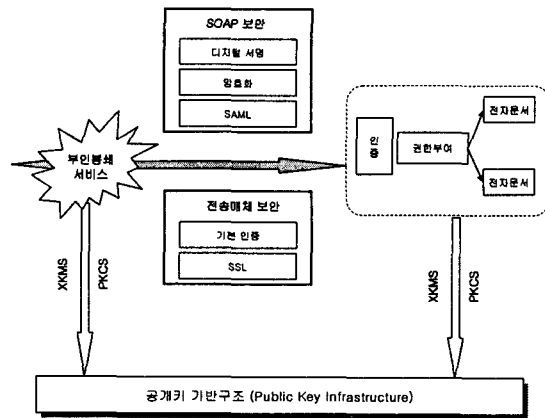 SOAP 보안
디지털 서명
암호화
SAML
부인봉쇄
서비스
인증
권한부여
전자문서
전자문서
전송매체 보안
기본 인증
SSL
XKMS
PKCS
XKMS
PKCS
공개키 기반구조 (Public Key Infrastructure)